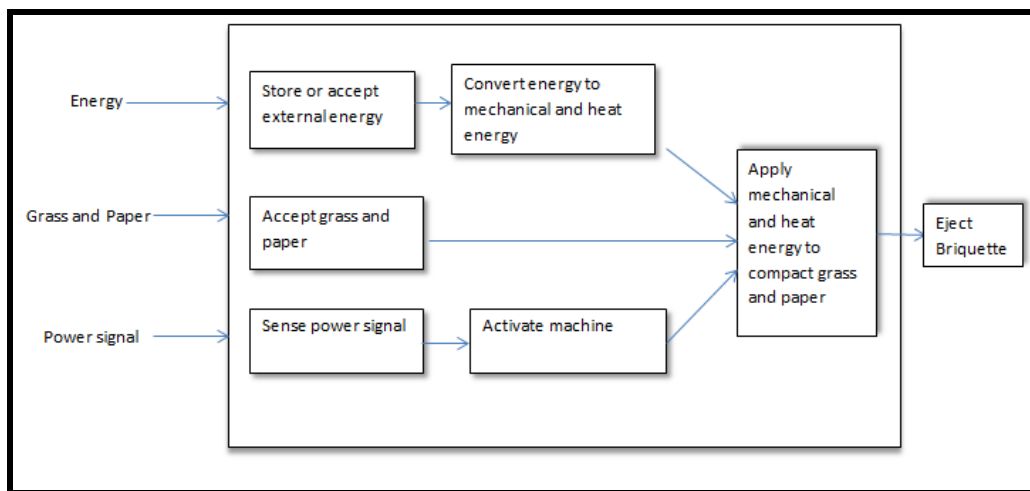 Energy
Store or accept
external energy
Convert energy to
mechanical and heat
energy
Grass and Paper
Accept grass and
paper
Apply
mechanical
and heat
energy to
compact grass
and paper
Eject
Briquette
Power signal
Sense power signal
Activate machine